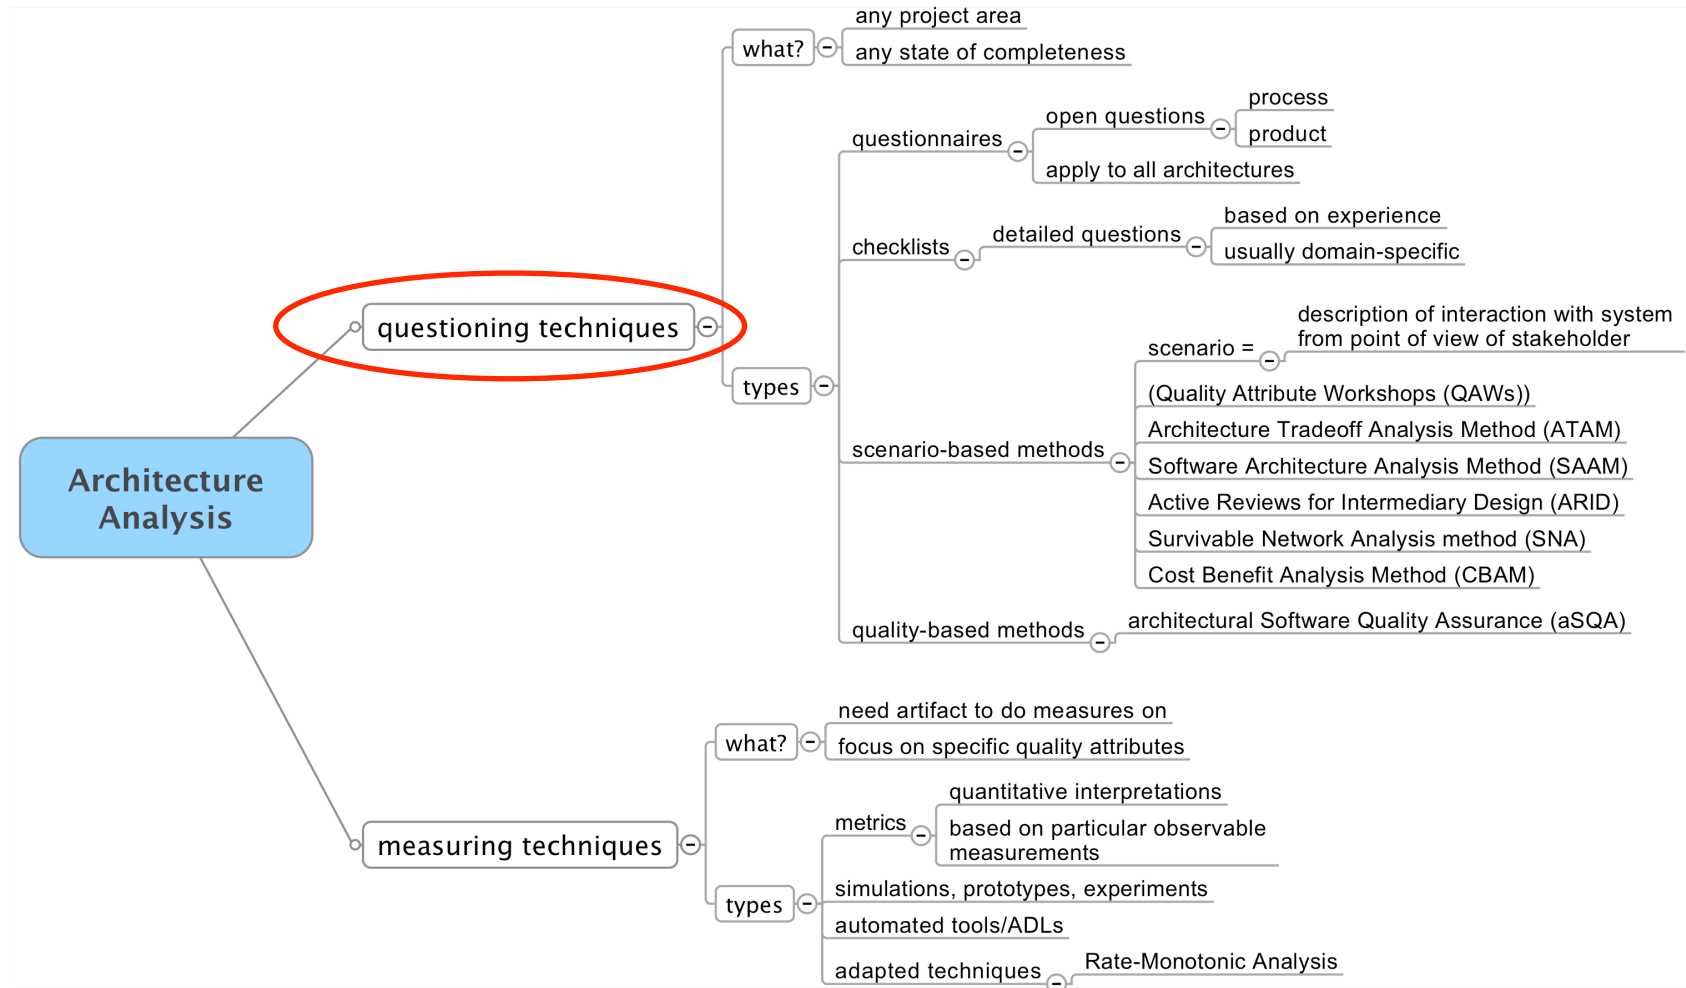 any project area
what?
any state of completeness
process
open questions
product
questionnaires
apply to all architectures
based on experience
detailed questions
checklists
usually domain-specific
questioning techniques
description of interaction with system
from point of view of stakeholder
scenario =
types
(Quality Attribute Workshops (QAWs))
Architecture Tradeoff Analysis Method (ATAM)
scenario-based methods
Software Architecture Analysis Method (SAAM)
Active Reviews for Intermediary Design (ARID)
Survivable Network Analysis method (SNA)
Cost Benefit Analysis Method (CBAM)
architectural Software Quality Assurance (aSQA)
quality-based methods
Architecture
Analysis
need artifact to do measures on
what?
focus on specific quality attributes
quantitative interpretations
metrics
based on particular observable
measurements
measuring techniques
simulations, prototypes, experiments
types
automated tools/ADLs
adapted techniques
Rate-Monotonic Analysis